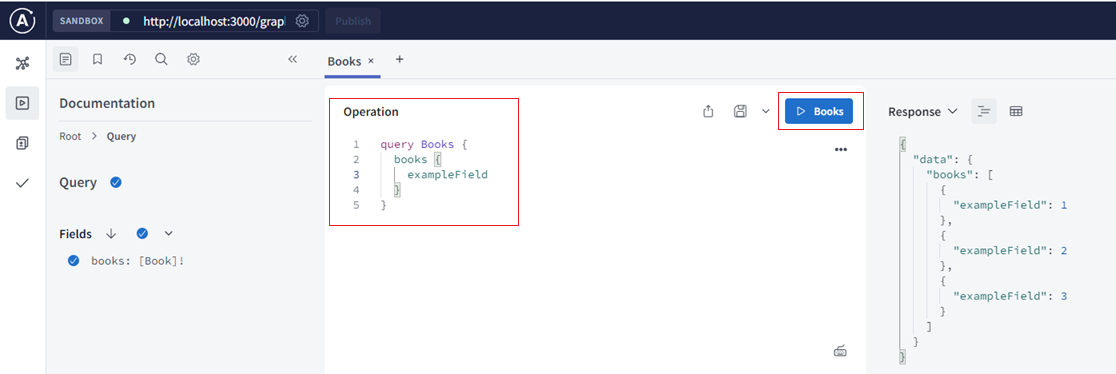 SANDBOX
http://localhost:3000/grap
Publish
Documentation
Root > Query
Query
Fields
books: [Book]!
Books × +
Operation
Books
1 query Books {
2 books {
3 exampleField
4 }
5 }
Response
{
"data": {
"books": [
{
"exampleField": 1
},
{
"exampleField": 2
},
{
"exampleField": 3
}
]
}
}